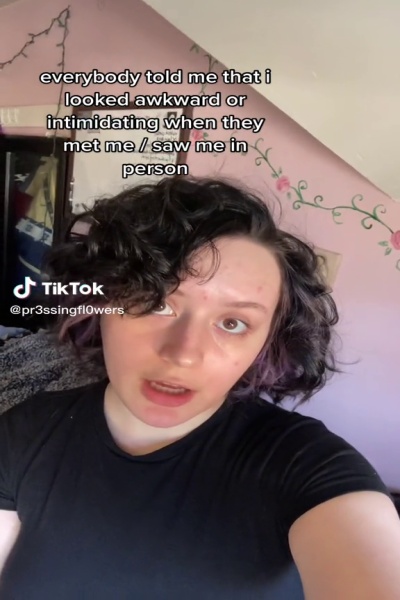 everybody told me that i
looked awkward or
intimidating when they
met me / saw me in
person
TikTok
@pr3ssingfl0wers